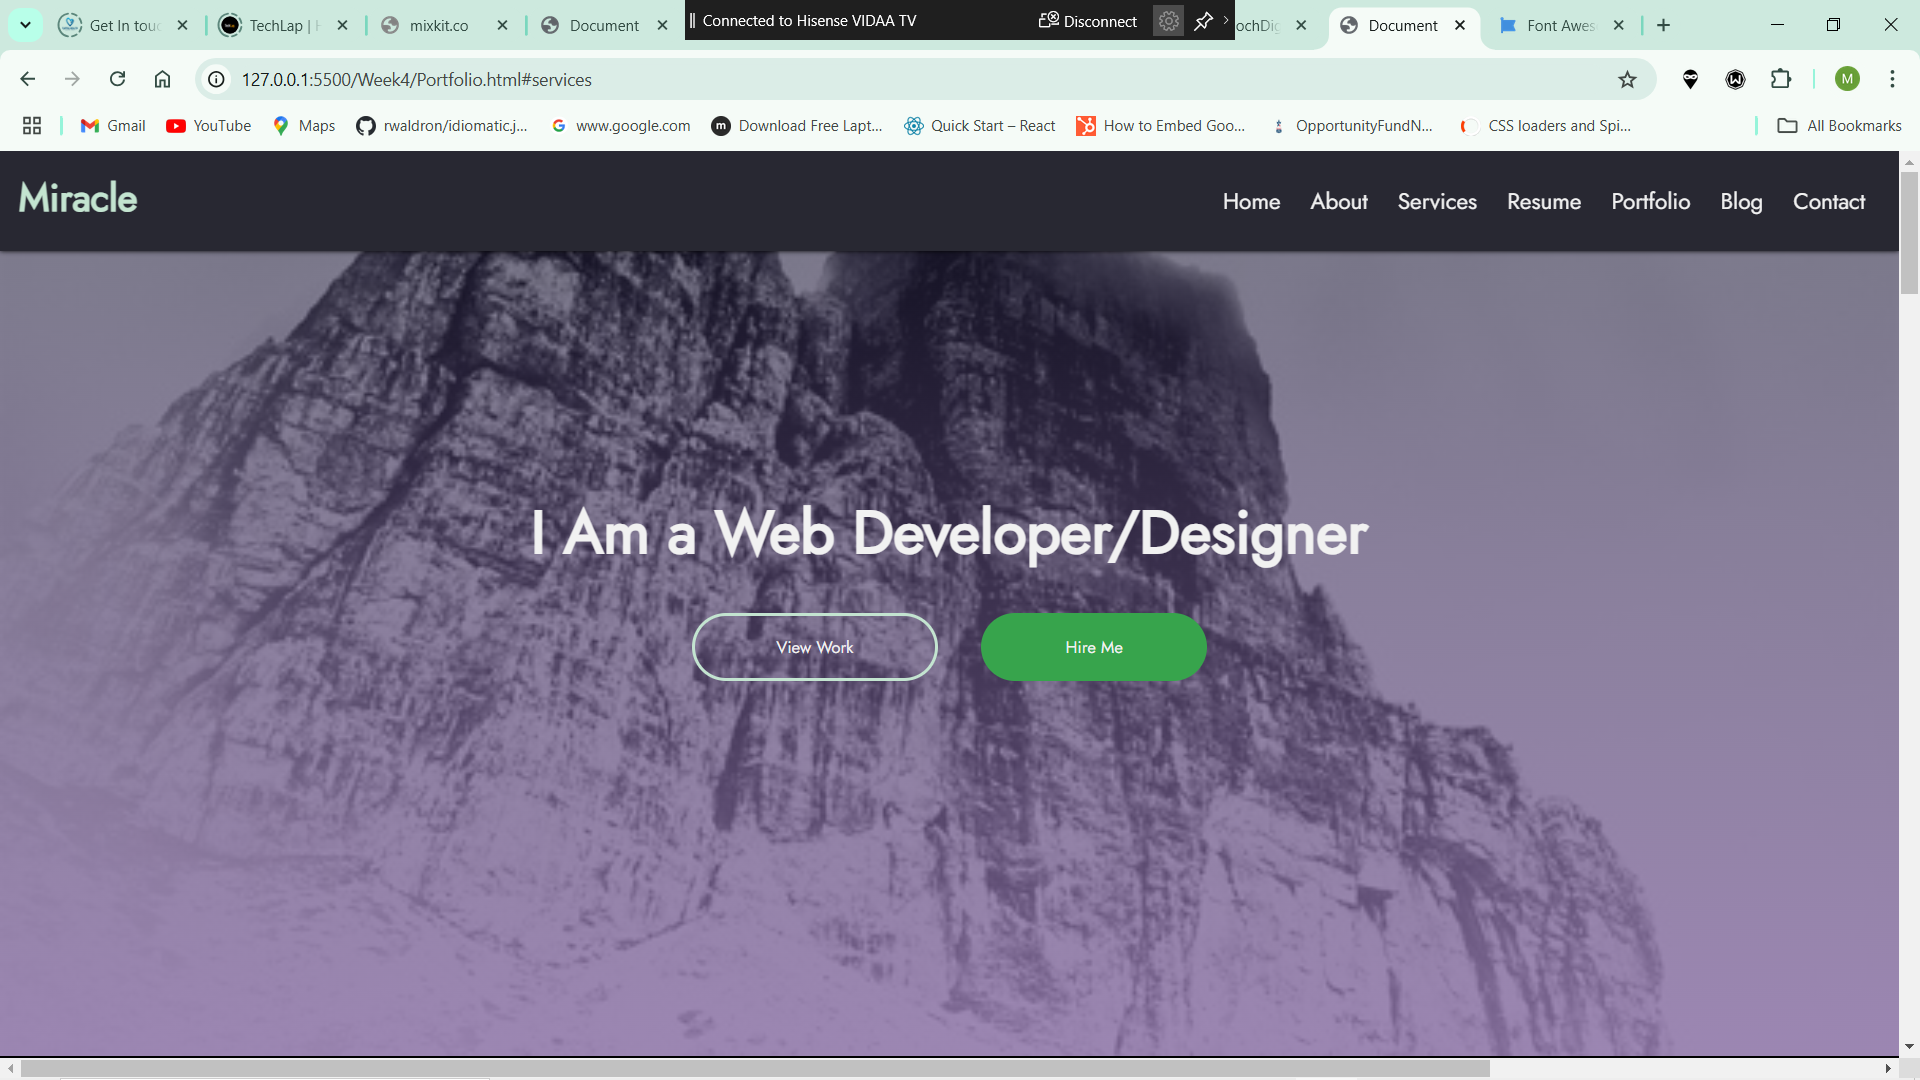 Get In touc
TechLap | H
mixkit.co
Document
Connected to Hisense VIDAA TV
Disconnect
ochDig
Document
Font Awes
127.0.0.1:5500/Week4/Portfolio.html#services
M
Gmail
YouTube
Maps
rwaldron/idiomatic.j...
www.google.com
Download Free Lapt...
Quick Start – React
How to Embed Goo...
OpportunityFundN...
CSS loaders and Spi...
All Bookmarks
Miracle
Home
About
Services
Resume
Portfolio
Blog
Contact
I Am a Web Developer/Designer
View Work
Hire Me